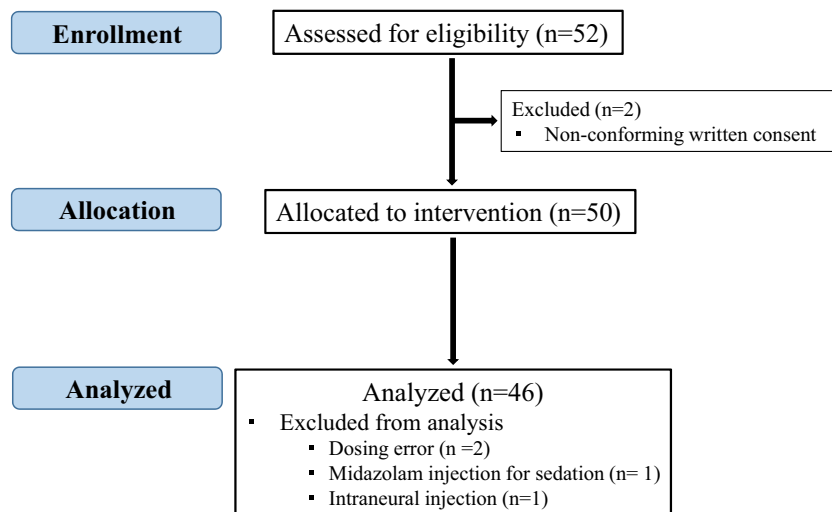 Enrollment
Assessed for eligibility (n=52)
Excluded (n=2)
▪ Non-conforming written consent
Allocation
Allocated to intervention (n=50)
Analyzed
Analyzed (n=46)
▪ Excluded from analysis
▪ Dosing error (n =2)
▪ Midazolam injection for sedation (n= 1)
▪ Intraneural injection (n=1)